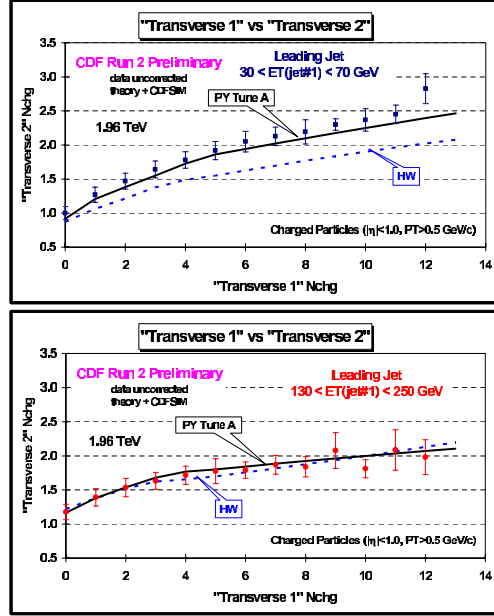 "Transverse 1" vs "Transverse 2"
CDF Run 2 Preliminary
data uncorrected
theory + CDFSIM
Leading Jet
30 < ET(jet#1) < 70 GeV
PY Tune A
1.96 TeV
HW
Charged Particles (|η|<1.0, PT>0.5 GeV/c)
"Transverse 2" Nchg
3.5
3.0
2.5
2.0
1.5
1.0
0.5
0 2 4 6 8 10 12 14
"Transverse 1" Nchg
"Transverse 1" vs "Transverse 2"
CDF Run 2 Preliminary
data uncorrected
theory + CDFSIM
Leading Jet
130 < ET(jet#1) < 250 GeV
PY Tune A
1.96 TeV
HW
Charged Particles (|η|<1.0, PT>0.5 GeV/c)
"Transverse 2" Nchg
3.5
3.0
2.5
2.0
1.5
1.0
0.5
0 2 4 6 8 10 12 14
"Transverse 1" Nchg